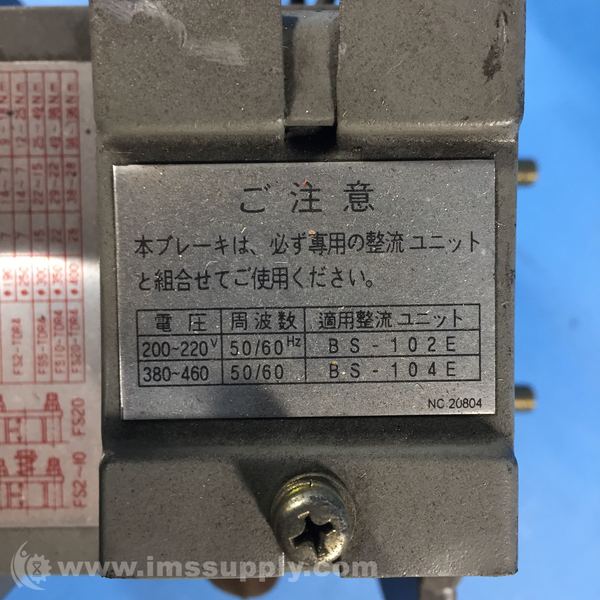 ご注意
本ブレーキは、必ず専用の整流ユニット
と組合せてご使用ください。
電圧 周波数 適用整流ユニット
200~220V 50/60Hz BS-102E
380~460 50/60 BS-104E
NC 20804
FS20
FS2~10
www.imssupply.com